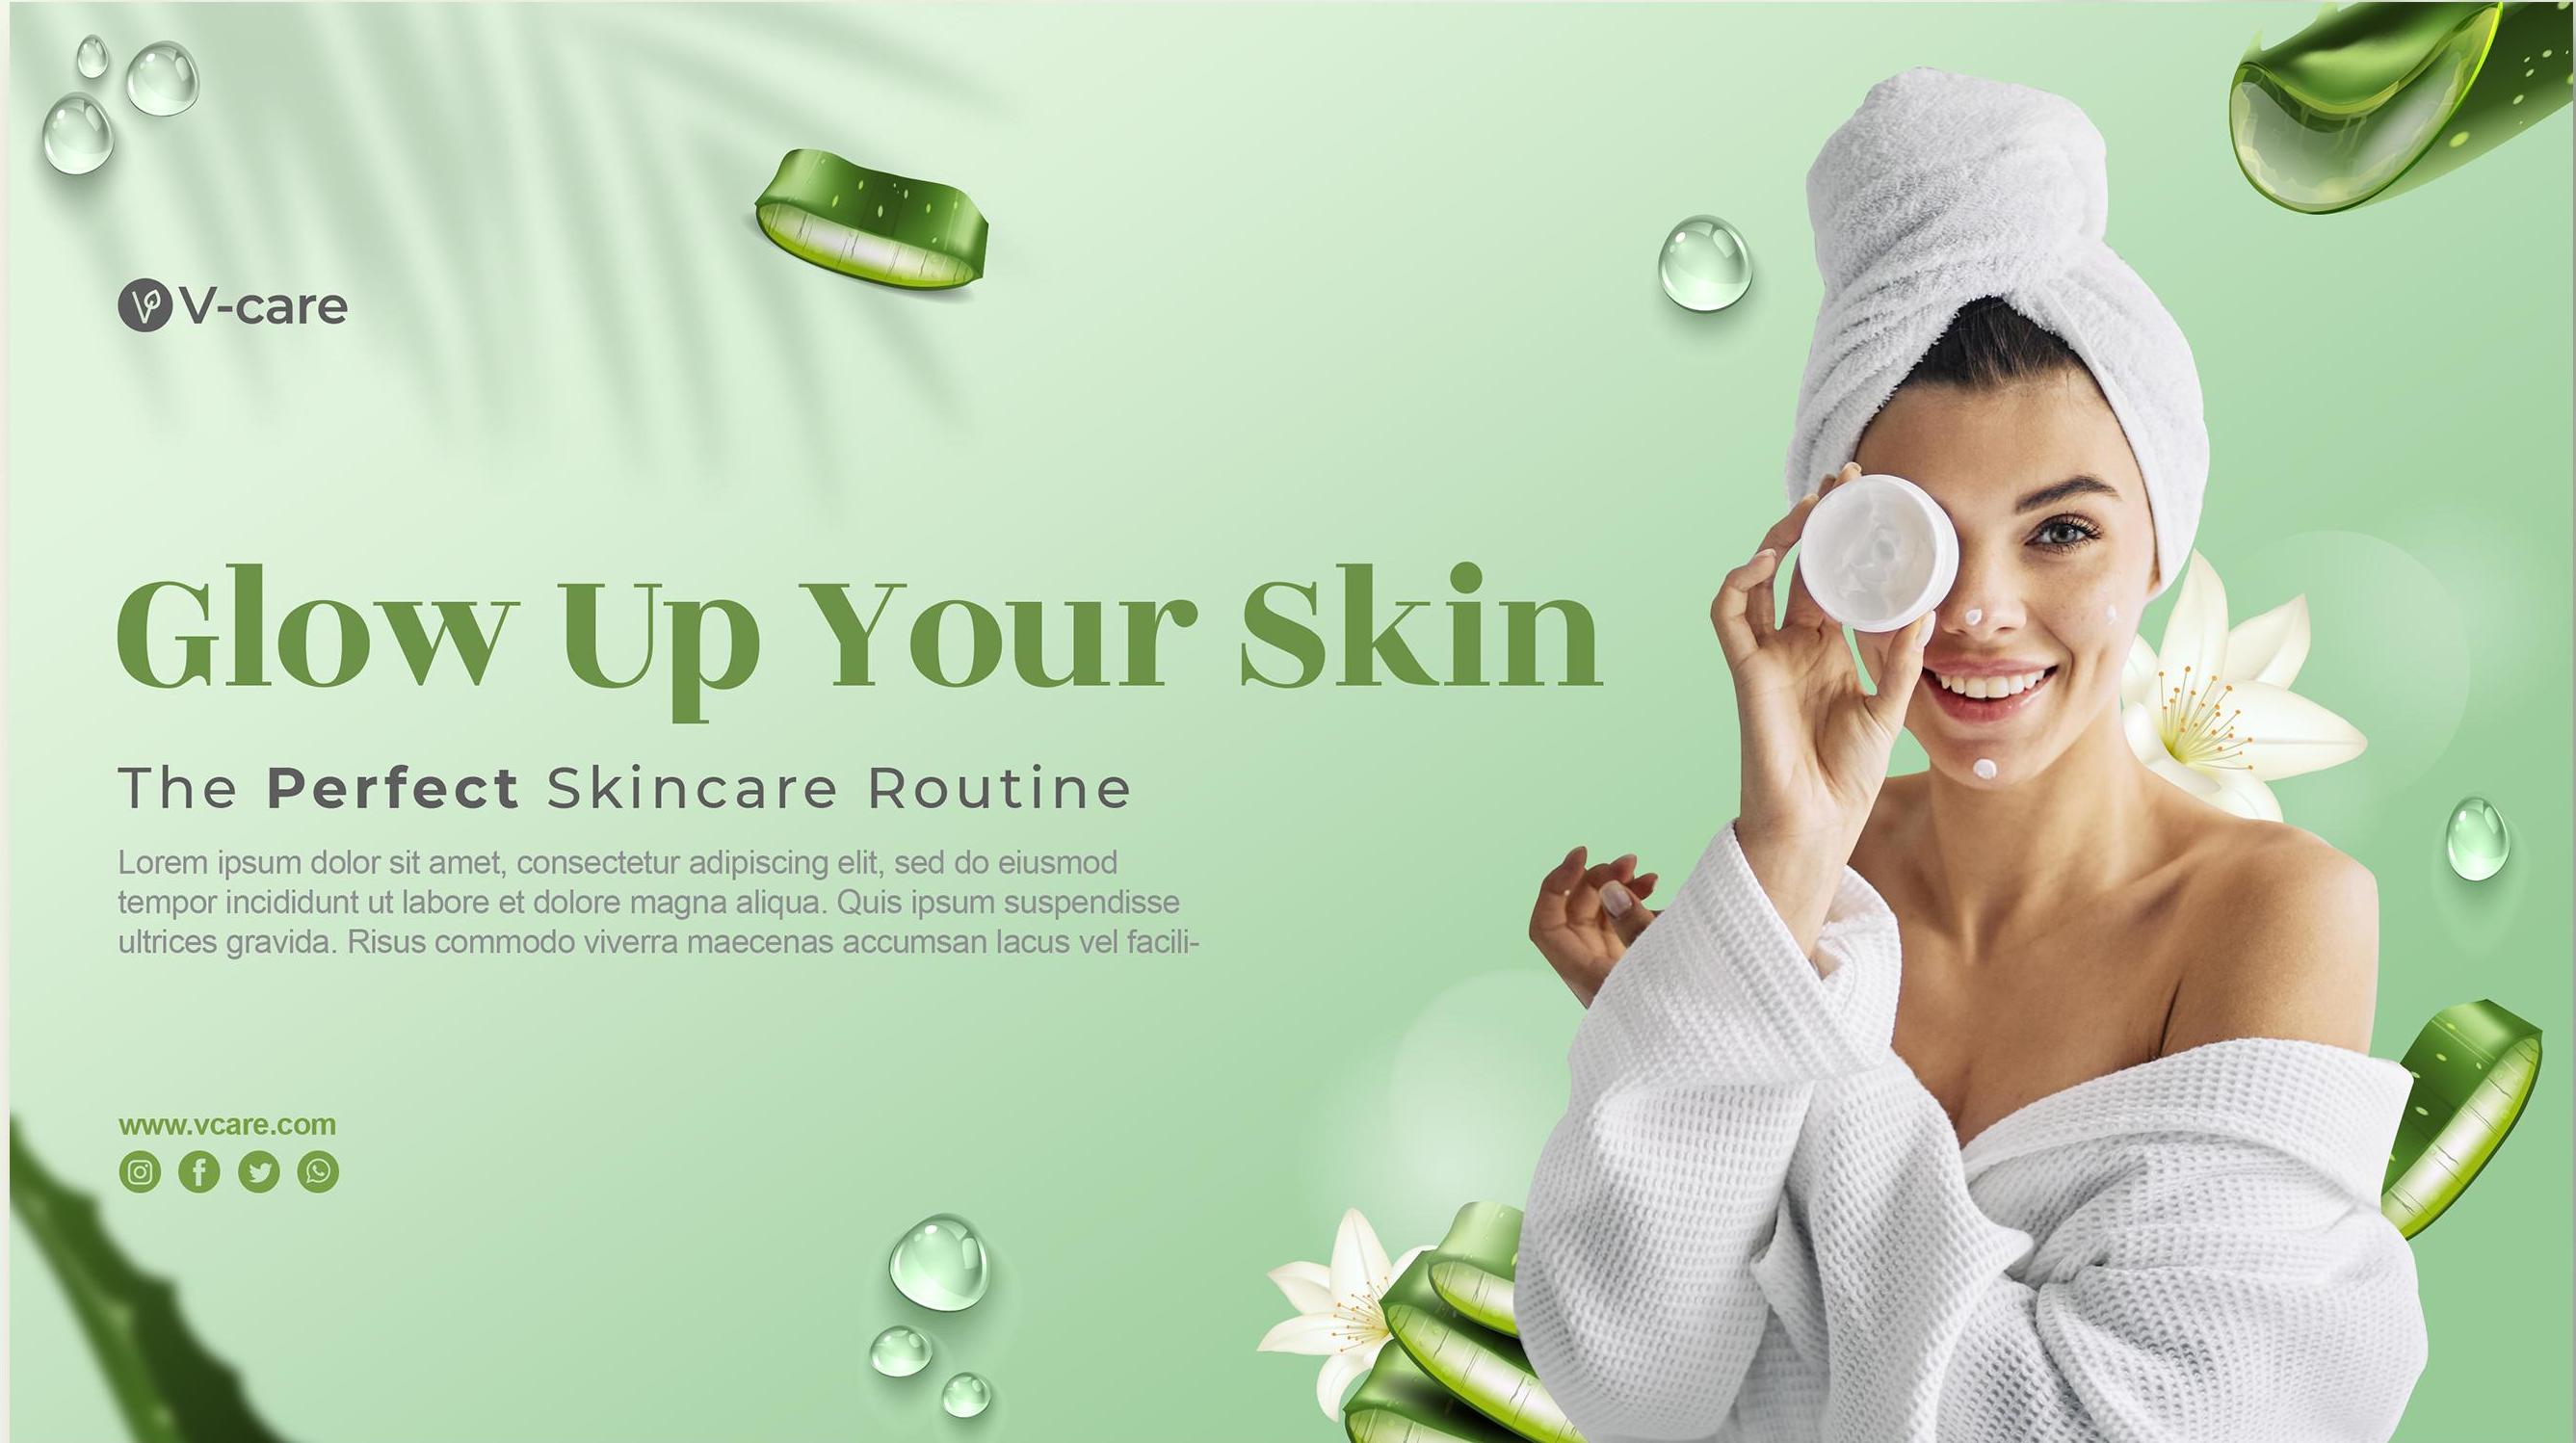 V-care
Glow Up Your Skin
The Perfect Skincare Routine
Lorem ipsum dolor sit amet, consectetur adipiscing elit, sed do eiusmod
tempor incididunt ut labore et dolore magna aliqua. Quis ipsum suspendisse
ultrices gravida. Risus commodo viverra maecenas accumsan lacus vel facili-
www.vcare.com